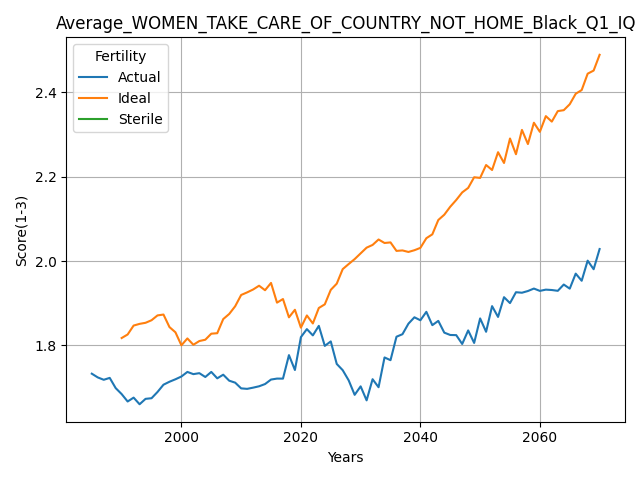 Average_WOMEN_TAKE_CARE_OF_COUNTRY_NOT_HOME_Black_Q1_IQ
Fertility
Actual
Ideal
Sterile
Score(1-3)
2.4
2.2
2.0
1.8
2000 2020 2040 2060
Years